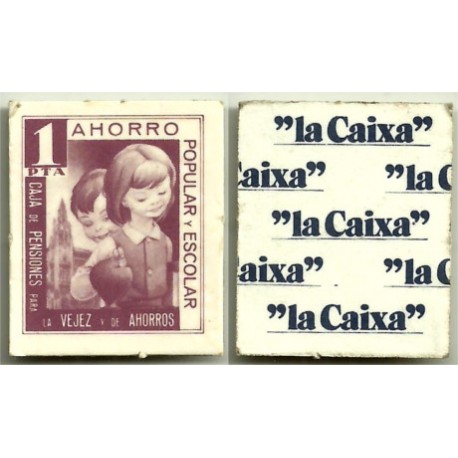 1 AHORRO
PTA
POPULAR Y ESCOLAR
CAJA DE PENSIONES PARA
LA VEJEZ Y DE AHORROS
"la Caixa"
aixa" "la C
"la Caixa"
aixa" "la C
"la Caixa"